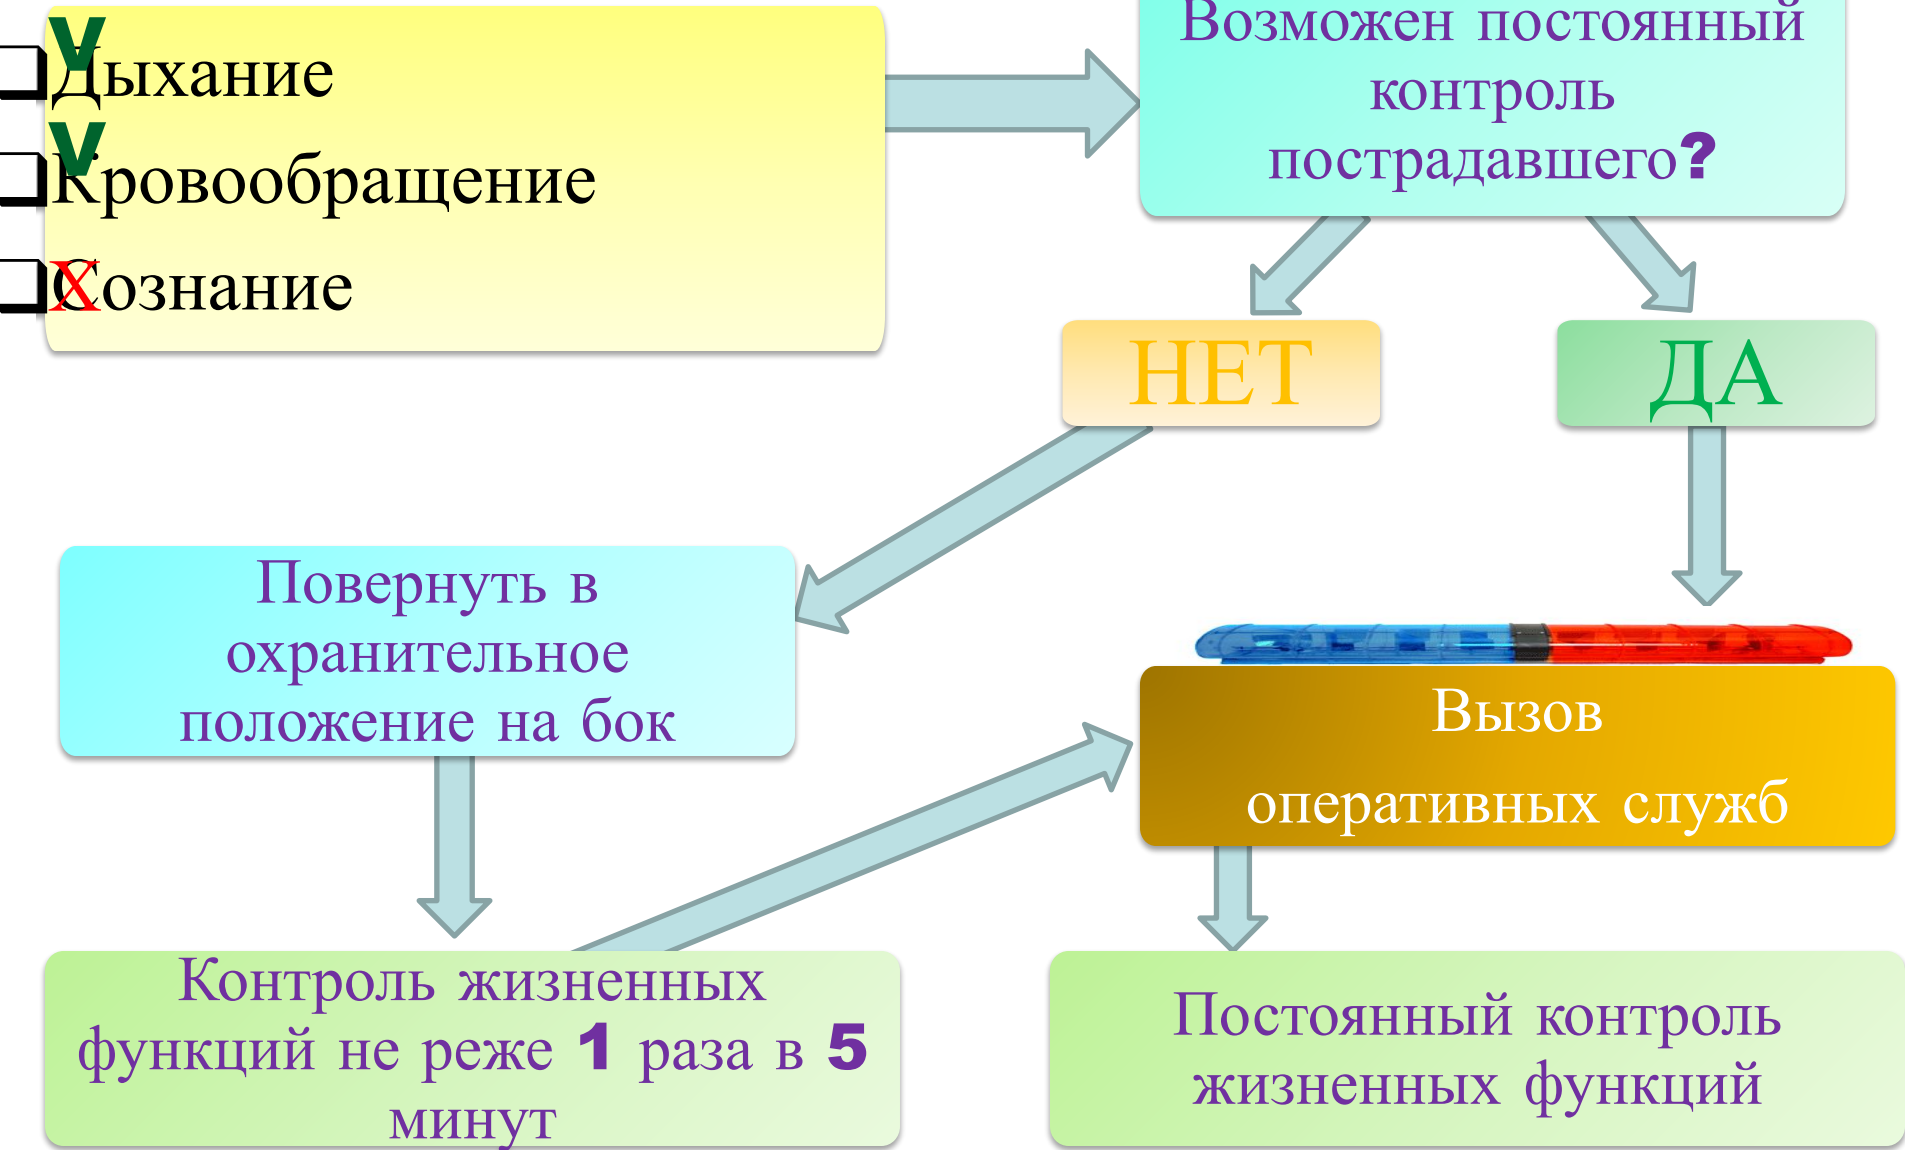 V
Дыхание
V
Кровообращение
X
Сознание
Возможен постоянный
контроль
пострадавшего?
НЕТ
ДА
Повернуть в
охранительное
положение на бок
Вызов
оперативных служб
Контроль жизненных
функций не реже 1 раза в 5
минут
Постоянный контроль
жизненных функций